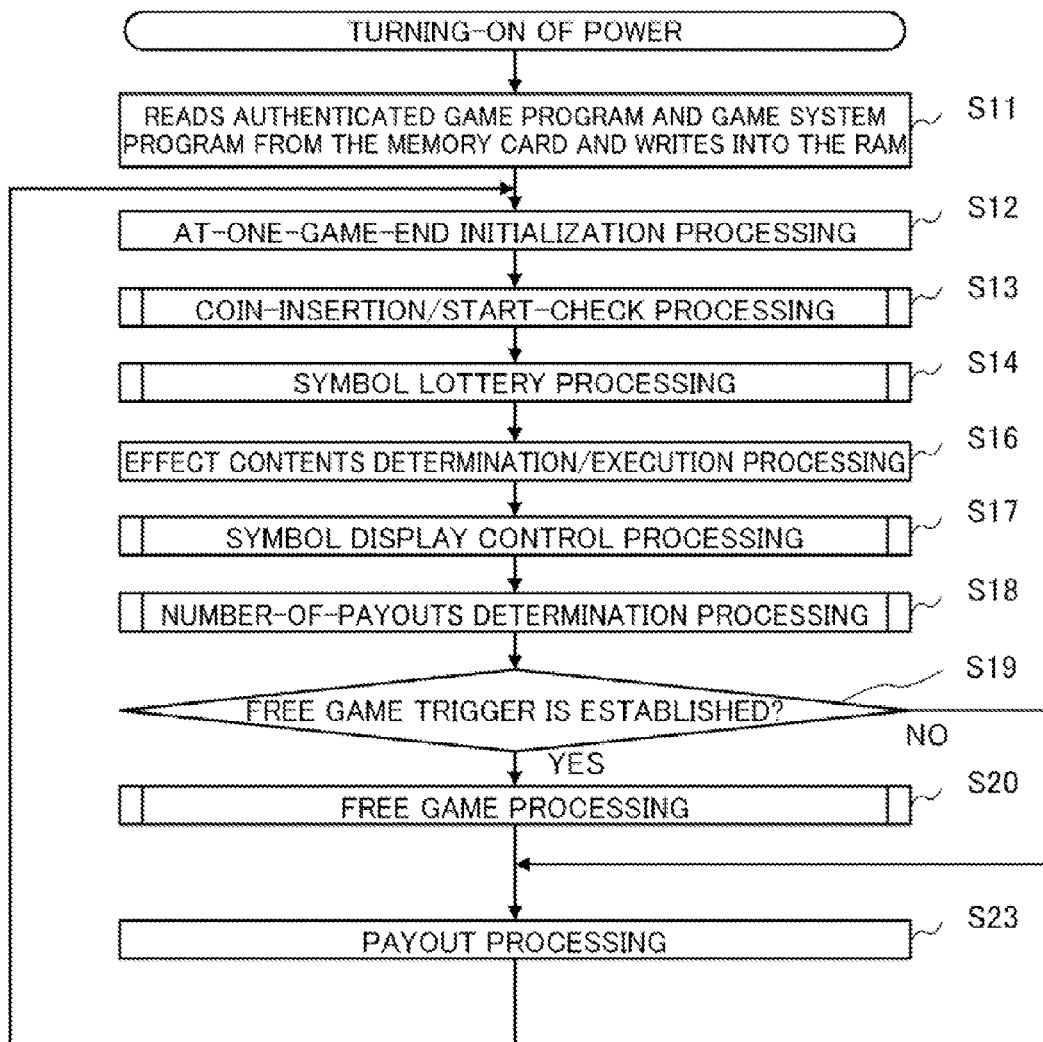 TURNING-ON OF POWER
S11
READS AUTHENTICATED GAME PROGRAM AND GAME SYSTEM
PROGRAM FROM THE MEMORY CARD AND WRITES INTO THE RAM
S12
AT-ONE-GAME-END INITIALIZATION PROCESSING
S13
COIN-INSERTION/START-CHECK PROCESSING
S14
SYMBOL LOTTERY PROCESSING
S16
EFFECT CONTENTS DETERMINATION/EXECUTION PROCESSING
S17
SYMBOL DISPLAY CONTROL PROCESSING
S18
NUMBER-OF-PAYOUTS DETERMINATION PROCESSING
S19
FREE GAME TRIGGER IS ESTABLISHED?
NO
YES
S20
FREE GAME PROCESSING
S23
PAYOUT PROCESSING